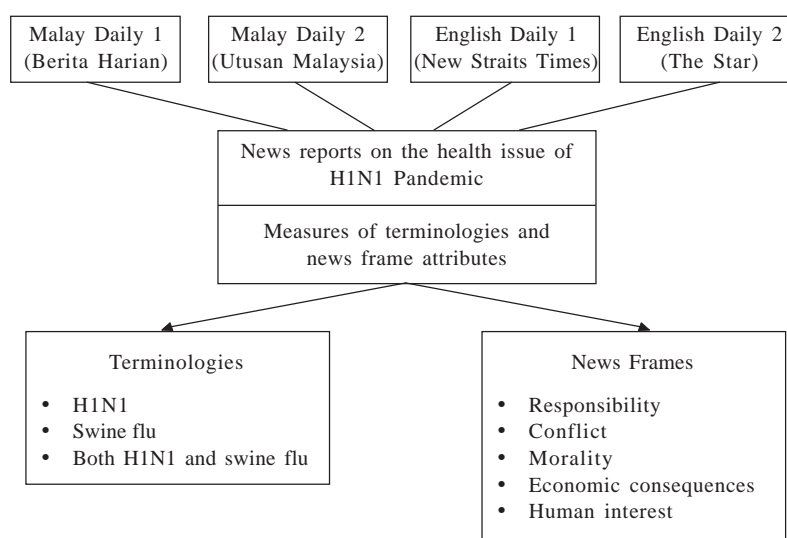 Malay Daily 1
(Berita Harian)
Malay Daily 2
(Utusan Malaysia)
English Daily 1
(New Straits Times)
English Daily 2
(The Star)
News reports on the health issue of
H1N1 Pandemic
Measures of terminologies and
news frame attributes
Terminologies
• H1N1
• Swine flu
• Both H1N1 and swine flu
News Frames
• Responsibility
• Conflict
• Morality
• Economic consequences
• Human interest